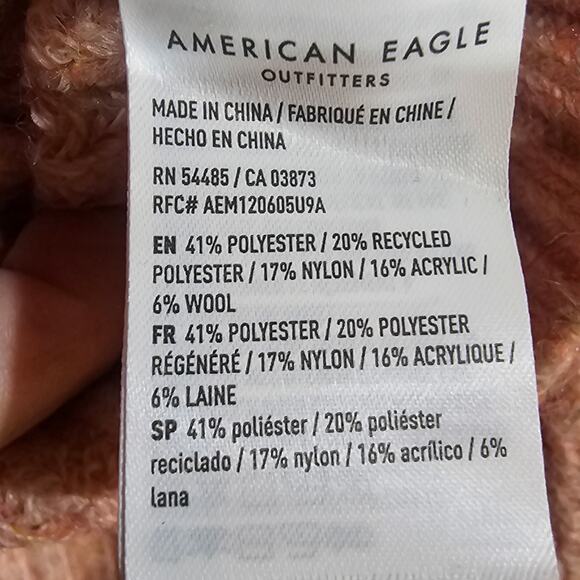 AMERICAN EAGLE
OUTFITTERS
MADE IN CHINA / FABRIQUÉ EN CHINE /
HECHO EN CHINA
RN 54485 / CA 03873
RFC# AEM120605U9A
EN 41% POLYESTER / 20% RECYCLED
POLYESTER / 17% NYLON / 16% ACRYLIC /
6% WOOL
FR 41% POLYESTER / 20% POLYESTER
RÉGÉNÉRÉ / 17% NYLON / 16% ACRYLIQUE /
6% LAINE
SP 41% poliéster / 20% poliéster
reciclado / 17% nylon / 16% acrílico / 6%
lana